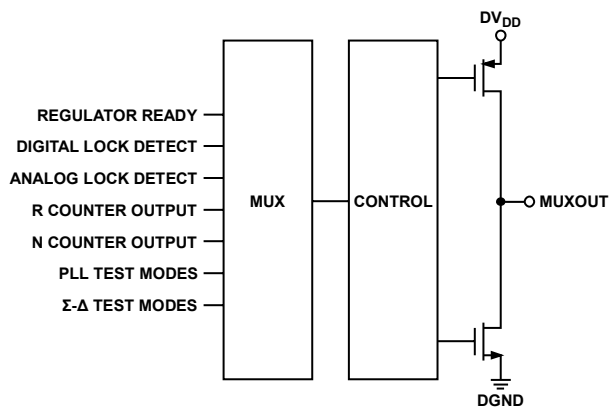 DVDD
REGULATOR READY
DIGITAL LOCK DETECT
ANALOG LOCK DETECT
R COUNTER OUTPUT
N COUNTER OUTPUT
PLL TEST MODES
Σ-Δ TEST MODES
MUX
CONTROL
MUXOUT
DGND